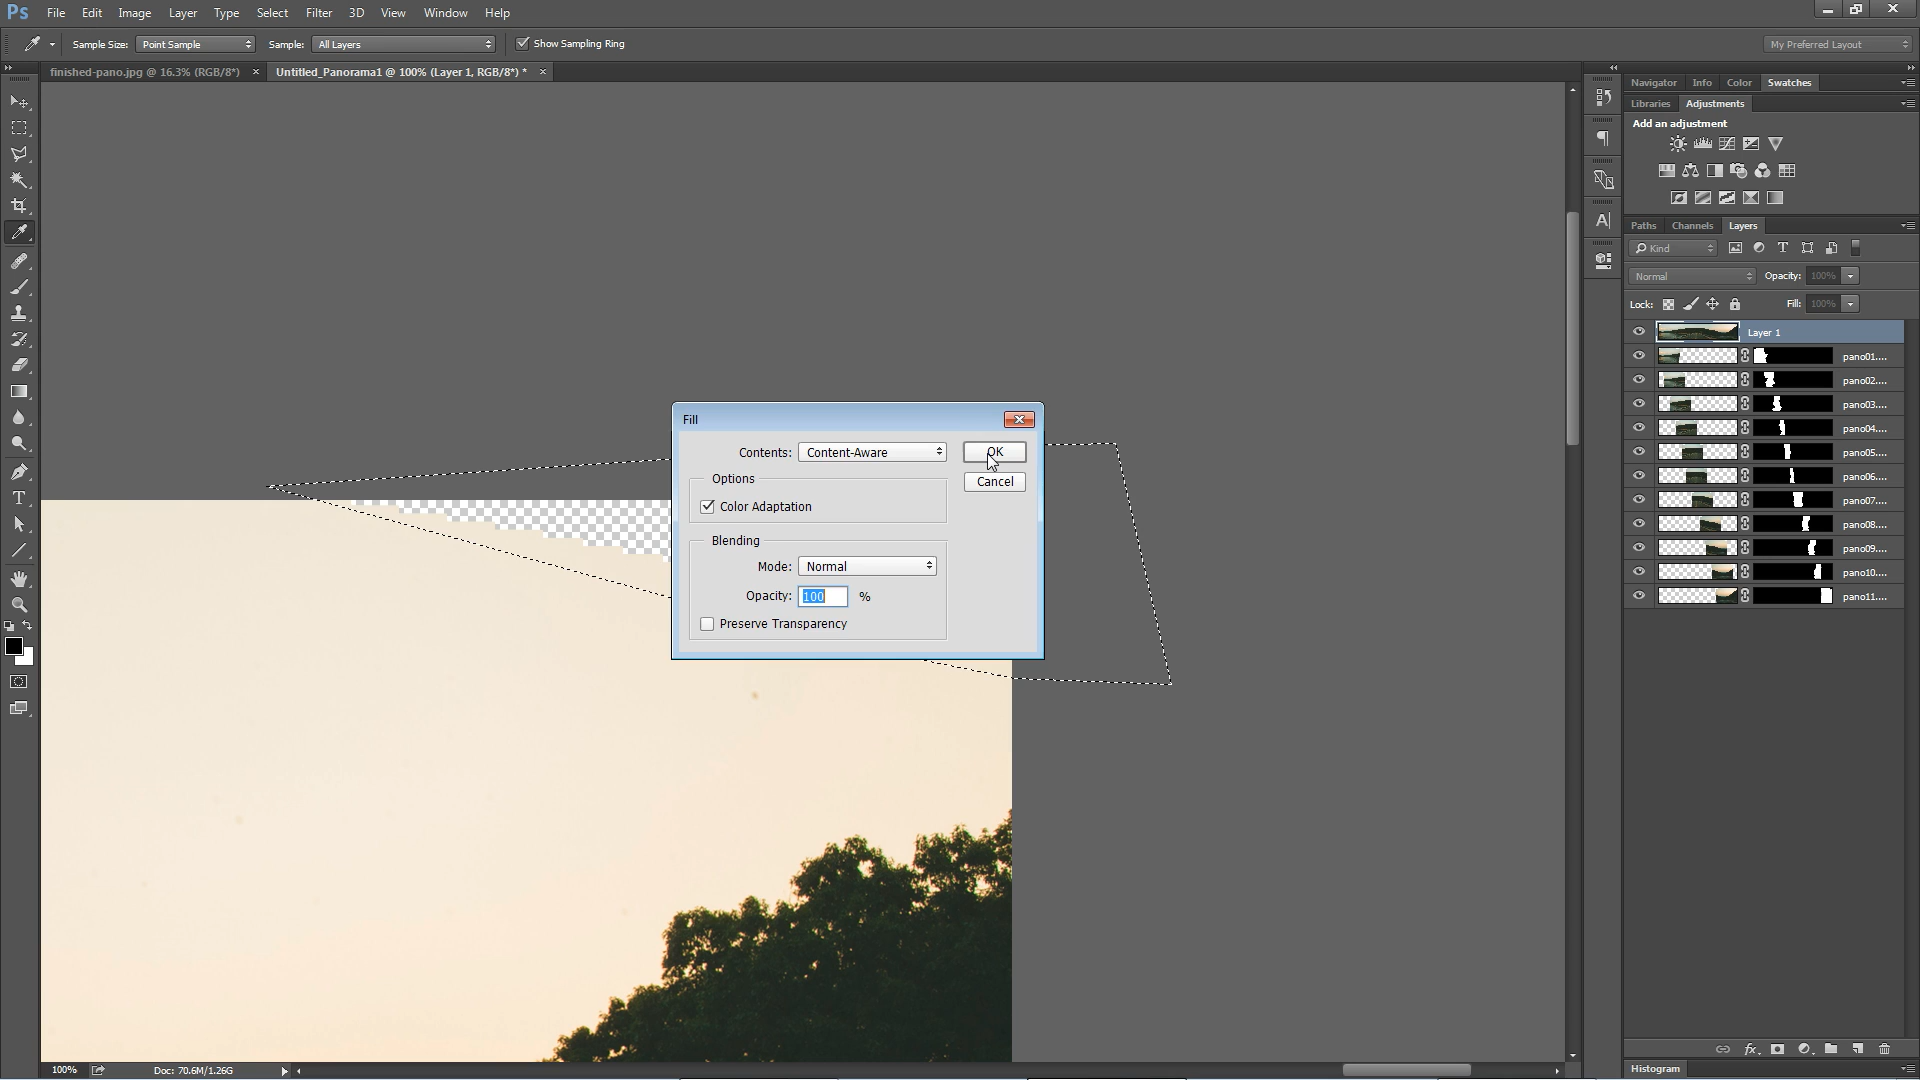 Ps File Edit Image Layer Type Select Filter 3D View Window Help
Sample Size: Point Sample Sample: All Layers Show Sampling Ring My Preferred Layout
finished-pano.jpg @ 16.3% (RGB/8*) Untitled_Panorama1 @ 100% (Layer 1, RGB/8*) *
Navigator Info Color Swatches
Libraries Adjustments
Add an adjustment
Paths Channels Layers
Kind
Normal Opacity: 100%
Lock: Fill: 100%
Layer 1
pano01....
pano02....
pano03....
pano04....
pano05....
pano06....
pano07....
pano08....
pano09....
pano10....
pano11....
Fill
Contents: Content-Aware OK
Options Cancel
Color Adaptation
Blending
Mode: Normal
Opacity: 100 %
Preserve Transparency
100% Doc: 70.6M/1.26G
Histogram